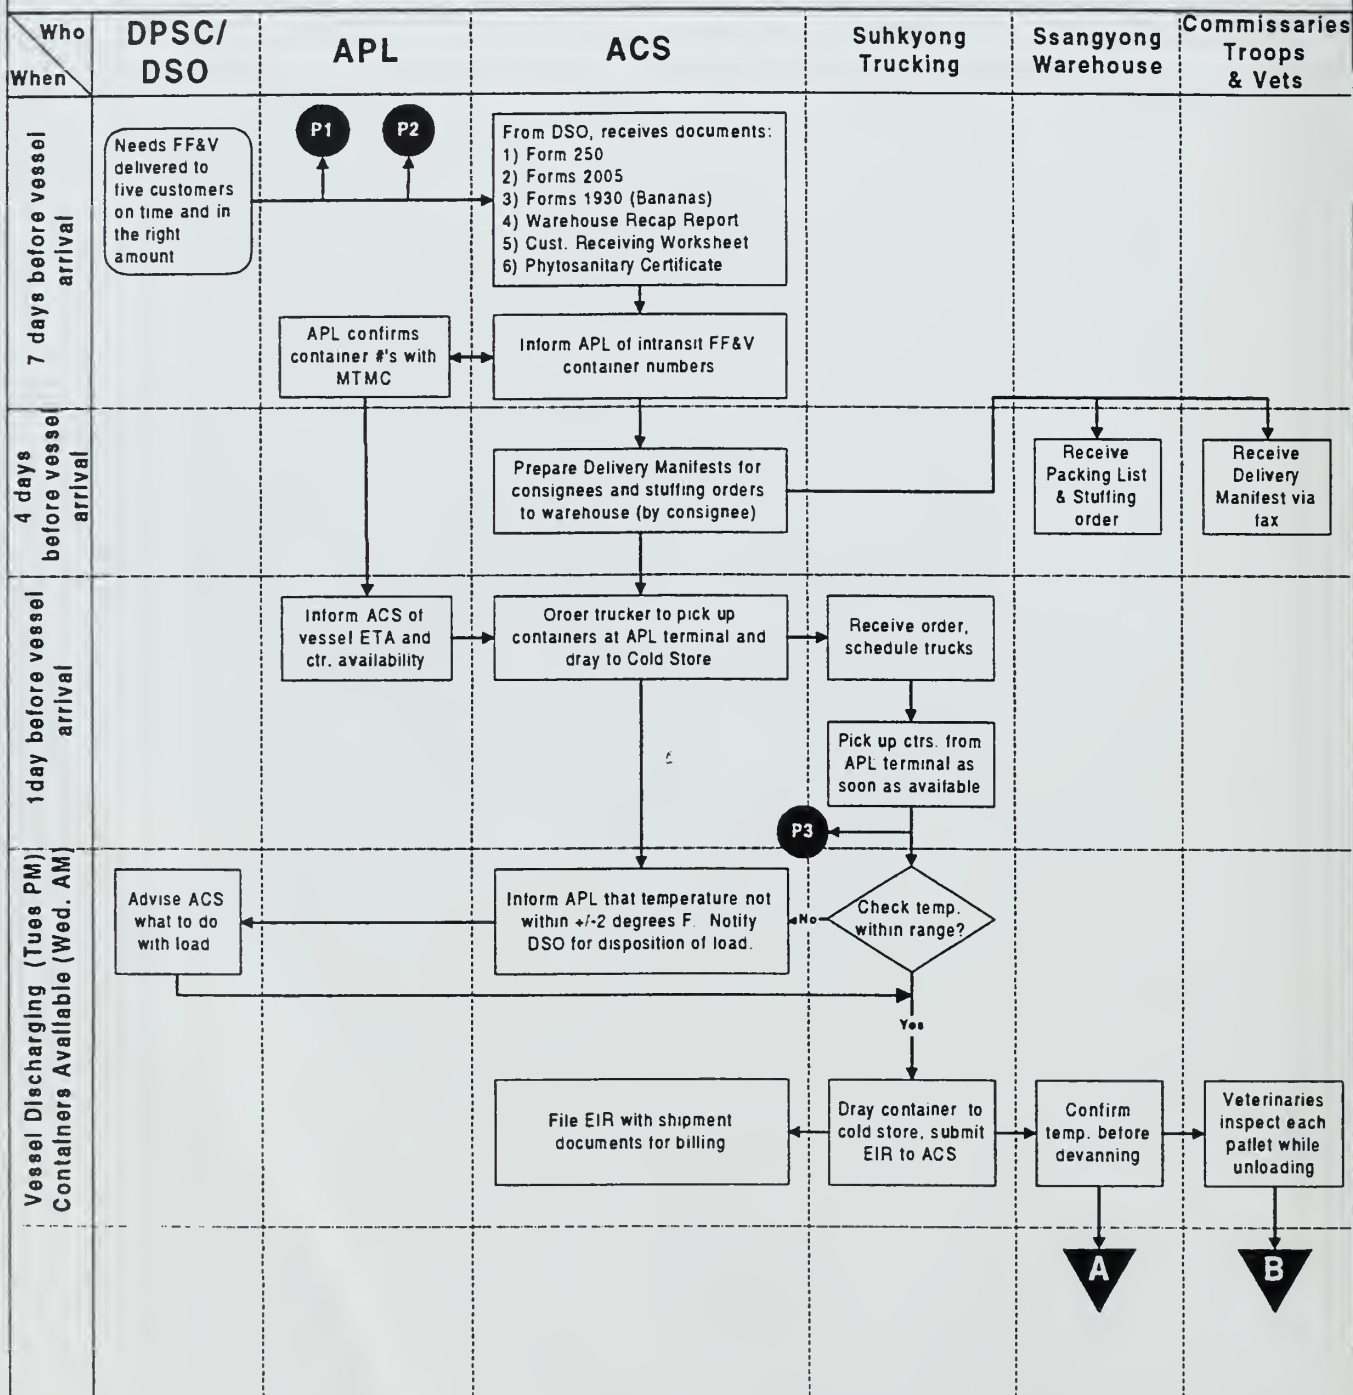 Who
When
DPSC/
DSO
APL
ACS
Suhkyong
Trucking
Ssangyong
Warehouse
Commissaries
Troops
& Vets
7 days before vessel
arrival
Needs FF&V
delivered to
five customers
on time and in
the right
amount
P1
P2
From DSO, receives documents:
1) Form 250
2) Forms 2005
3) Forms 1930 (Bananas)
4) Warehouse Recap Report
5) Cust. Receiving Worksheet
6) Phytosanitary Certificate
APL confirms
container #'s with
MTMC
Inform APL of intransit FF&V
container numbers
4 days
before vessel
arrival
Prepare Delivery Manifests for
consignees and stuffing orders
to warehouse (by consignee)
Receive
Packing List
& Stuffing
order
Receive
Delivery
Manifest via
fax
1day before vessel
arrival
Inform ACS of
vessel ETA and
ctr. availability
Order trucker to pick up
containers at APL terminal and
dray to Cold Store
Receive order,
schedule trucks
Pick up ctrs. from
APL terminal as
soon as available
P3
Vessel Discharging (Tues PM)
Containers Available (Wed. AM)
Advise ACS
what to do
with load
Inform APL that temperature not
within +/-2 degrees F. Notify
DSO for disposition of load.
No
Check temp.
within range?
Yes
File EIR with shipment
documents for billing
Dray container to
cold store, submit
EIR to ACS
Confirm
temp. before
devanning
Veterinaries
inspect each
pallet while
unloading
A
B